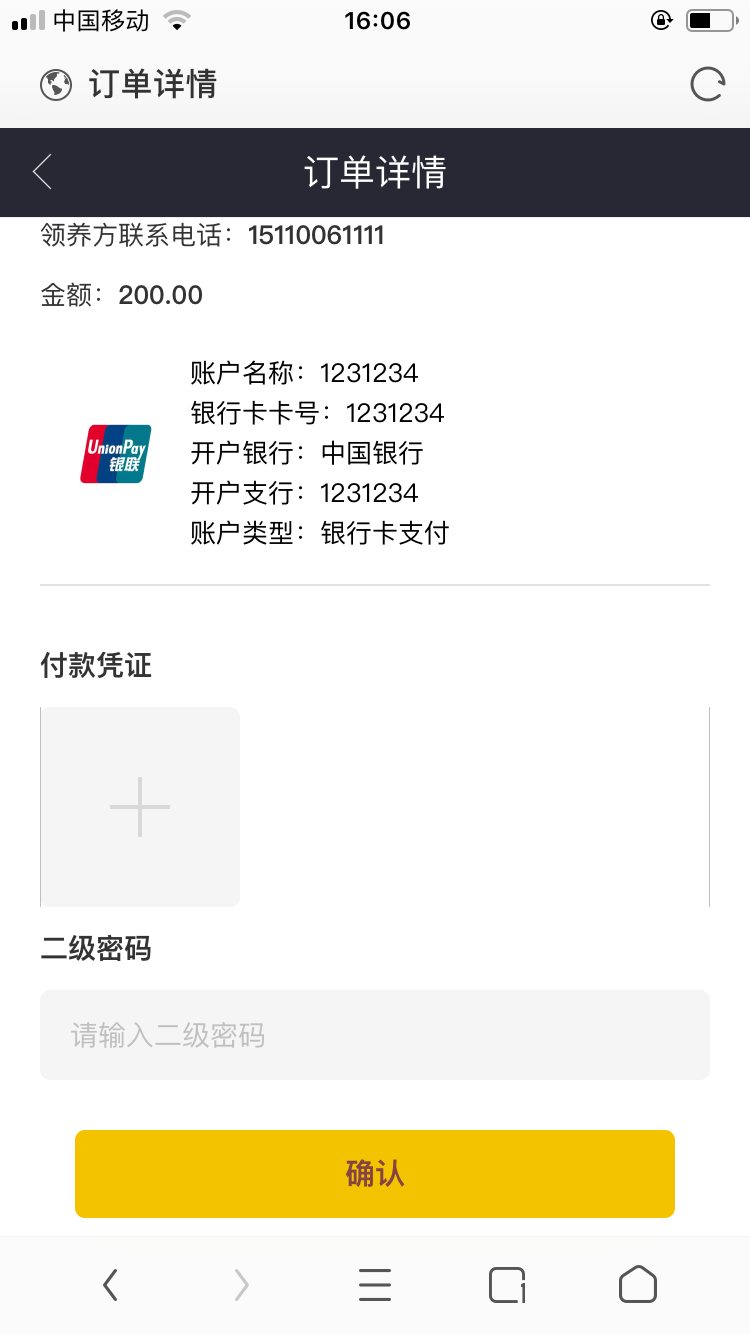 中国移动
16:06
订单详情
订单详情
领养方联系电话：15110061111
金额：200.00
账户名称：1231234
UnionPay
银联
银行卡卡号：1231234
开户银行：中国银行
开户支行：1231234
账户类型：银行卡支付
付款凭证
二级密码
请输入二级密码
确认
1